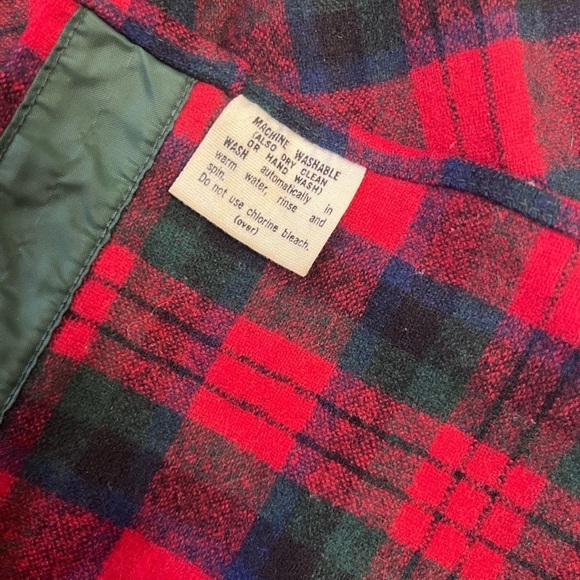 MACHINE WASHABLE
(ALSO DRY CLEAN
OR HAND WASH)
WASH automatically in
warm water, rinse and
spin.
Do not use chlorine bleach.
(over)